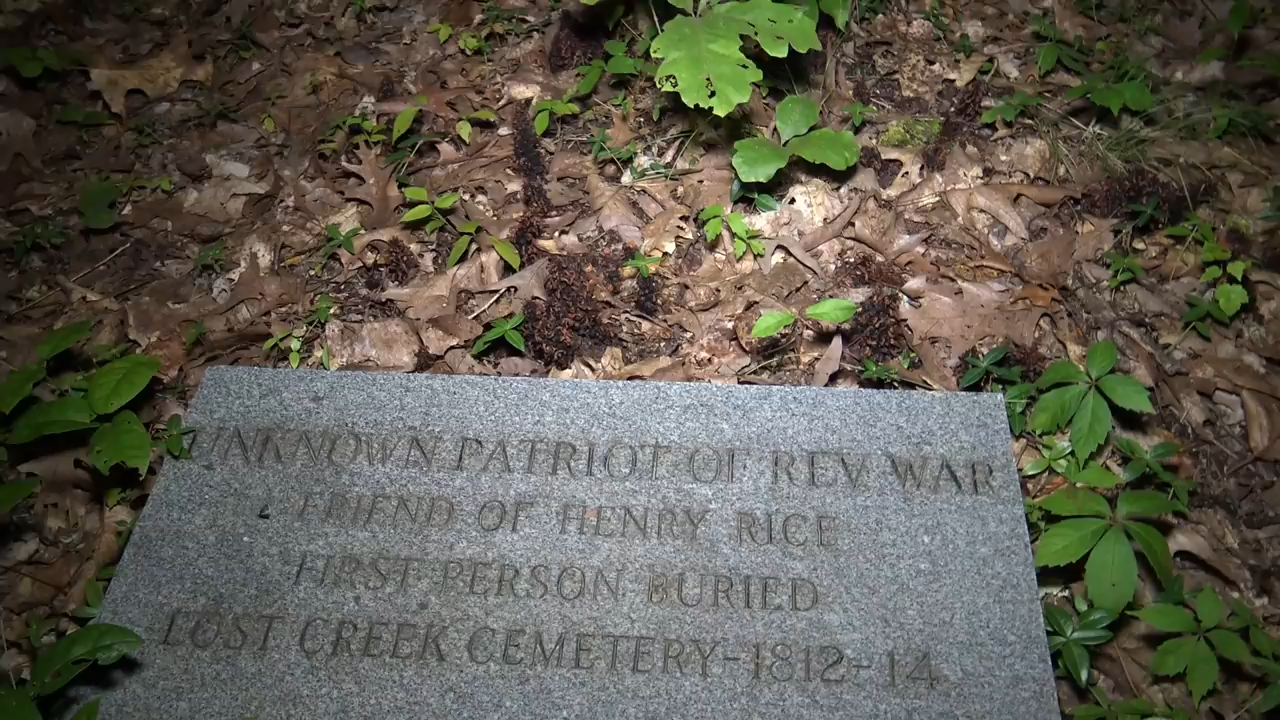 UNKNOWN PATRIOT OF REV. WAR
FRIEND OF HENRY RICE
FIRST PERSON BURIED
LOST CREEK CEMETERY-1812-14